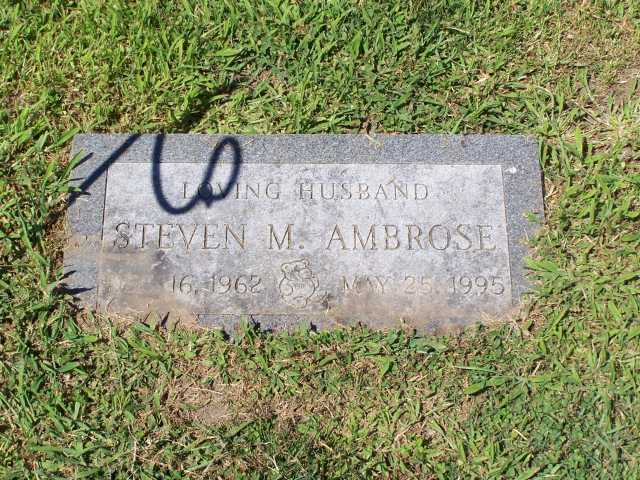 LOVING HUSBAND
STEVEN M. AMBROSE
16, 1962 MAY 25, 1995